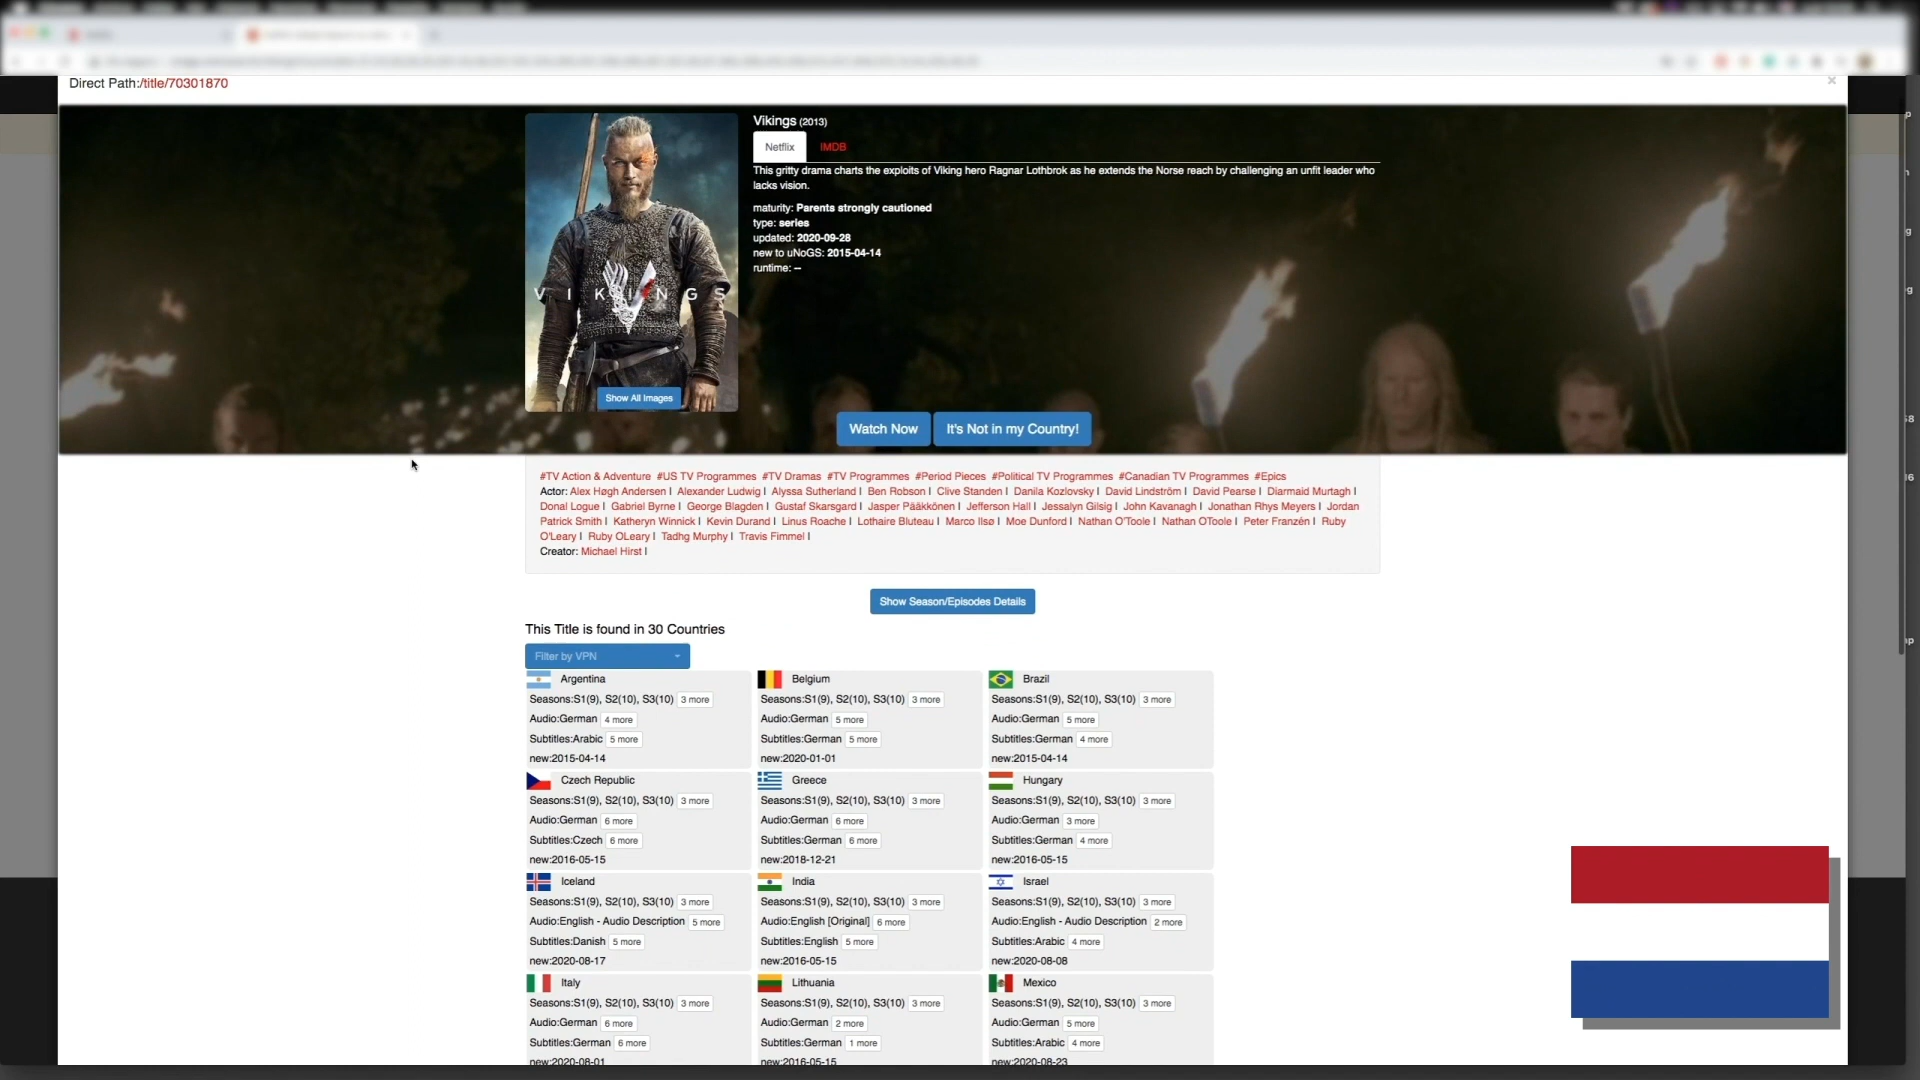 Direct Path:/title/70301870
×
Vikings (2013)
Netflix
IMDB
This gritty drama charts the exploits of Viking hero Ragnar Lothbrok as he extends the Norse reach by challenging an unfit leader who
lacks vision.
maturity: Parents strongly cautioned
type: series
updated: 2020-09-28
new to uNoGS: 2015-04-14
runtime: --
VIKINGS
Show All Images
Watch Now
It's Not in my Country!
#TV Action & Adventure #US TV Programmes #TV Dramas #TV Programmes #Period Pieces #Political TV Programmes #Canadian TV Programmes #Epics
Actor: Alex Høgh Andersen | Alexander Ludwig | Alyssa Sutherland | Ben Robson | Clive Standen | Danila Kozlovsky | David Lindström | David Pearse | Diarmaid Murtagh |
Donal Logue | Gabriel Byrne | George Blagden | Gustaf Skarsgard | Jasper Pääkkönen | Jefferson Hall | Jessalyn Gilsig | John Kavanagh | Jonathan Rhys Meyers | Jordan
Patrick Smith | Katheryn Winnick | Kevin Durand | Linus Roache | Lothaire Bluteau | Marco Ilsø | Moe Dunford | Nathan O'Toole | Nathan OToole | Peter Franzén | Ruby
O'Leary | Ruby OLeary | Tadhg Murphy | Travis Fimmel |
Creator: Michael Hirst |
Show Season/Episodes Details
This Title is found in 30 Countries
Filter by VPN
Argentina
Seasons:S1(9), S2(10), S3(10) 3 more
Audio:German 4 more
Subtitles:Arabic 5 more
new:2015-04-14
Belgium
Seasons:S1(9), S2(10), S3(10) 3 more
Audio:German 5 more
Subtitles:German 5 more
new:2020-01-01
Brazil
Seasons:S1(9), S2(10), S3(10) 3 more
Audio:German 5 more
Subtitles:German 4 more
new:2015-04-14
Czech Republic
Seasons:S1(9), S2(10), S3(10) 3 more
Audio:German 6 more
Subtitles:Czech 6 more
new:2016-05-15
Greece
Seasons:S1(9), S2(10), S3(10) 3 more
Audio:German 6 more
Subtitles:German 6 more
new:2018-12-21
Hungary
Seasons:S1(9), S2(10), S3(10) 3 more
Audio:German 3 more
Subtitles:German 4 more
new:2016-05-15
Iceland
Seasons:S1(9), S2(10), S3(10) 3 more
Audio:English - Audio Description 5 more
Subtitles:Danish 5 more
new:2020-08-17
India
Seasons:S1(9), S2(10), S3(10) 3 more
Audio:English [Original] 6 more
Subtitles:English 5 more
new:2016-05-15
Israel
Seasons:S1(9), S2(10), S3(10) 3 more
Audio:English - Audio Description 2 more
Subtitles:Arabic 4 more
new:2020-08-08
Italy
Seasons:S1(9), S2(10), S3(10) 3 more
Audio:German 6 more
Subtitles:German 6 more
new:2020-08-01
Lithuania
Seasons:S1(9), S2(10), S3(10) 3 more
Audio:German 2 more
Subtitles:German 1 more
new:2016-05-15
Mexico
Seasons:S1(9), S2(10), S3(10) 3 more
Audio:German 5 more
Subtitles:Arabic 4 more
new:2020-08-23